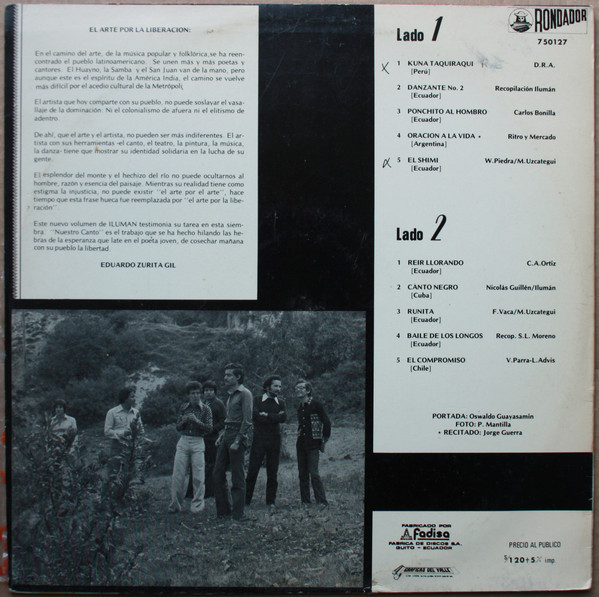 EL ARTE POR LA LIBERACION:
En el camino del arte, de la música popular y folklórica,se ha reen-
contrado el pueblo latinoamericano. Se unen más y más poetas y
cantores. El Huayno, la Samba y el San Juan van de la mano, pero
aunque este es el espíritu de la América India, el camino se vuelve
más difícil por el acedio cultural de la Metrópoli.
El artista que hoy comparte con su pueblo, no puede soslayar el vasa-
llaje de la dominación. Ni el colonialismo de afuera ni el elitismo de
adentro.
De ahí, que el arte y el artista, no pueden ser más indiferentes. El ar-
tista con sus herramientas -el canto, el teatro, la pintura, la música,
la danza- tiene que mostrar su identidad solidaria en la lucha de su
gente.
El esplendor del monte y el hechizo del río no puede ocultarnos al
hombre, razón y esencia del paisaje. Mientras su realidad tiene como
estigma la injusticia, no puede existir "el arte por el arte", hace
tiempo que esta frase hueca fue reemplazada por "el arte por la libe-
ración".
Este nuevo volumen de ILUMAN testimonia su tarea en esta siem-
bra. "Nuestro Canto" es el trabajo que se ha hecho hilando las he-
bras de la esperanza que late en el poeta joven, de cosechar mañana
con su pueblo la libertad.
EDUARDO ZURITA GIL
RONDADOR
750127
Lado 1
x 1 KUNA TAQUIRAQUI D.R.A.
[Perú]
2 DANZANTE No. 2 Recopilación Ilumán
[Ecuador]
3 PONCHITO AL HOMBRO Carlos Bonilla
[Ecuador]
4 ORACION A LA VIDA • Ritro y Mercado
[Argentina]
x 5 EL SHIMI W.Piedra/M.Uzcategui
[Ecuador]
Lado 2
1 REIR LLORANDO C.A.Ortiz
[Ecuador]
2 CANTO NEGRO Nicolás Guillén/Ilumán
[Cuba]
3 RUNITA F.Vaca/M.Uzcategui
[Ecuador]
4 BAILE DE LOS LONGOS Recop. S.L. Moreno
[Ecuador]
5 EL COMPROMISO V.Parra-L.Advis
[Chile]
PORTADA: Oswaldo Guayasamín
FOTO: P. Mantilla
• RECITADO: Jorge Guerra
FABRICADO POR
Fadisa
FABRICA DE DISCOS S.A.
QUITO - ECUADOR
GRAFICAS DEL VALLE
PRECIO AL PUBLICO
S/120+5.% imp.